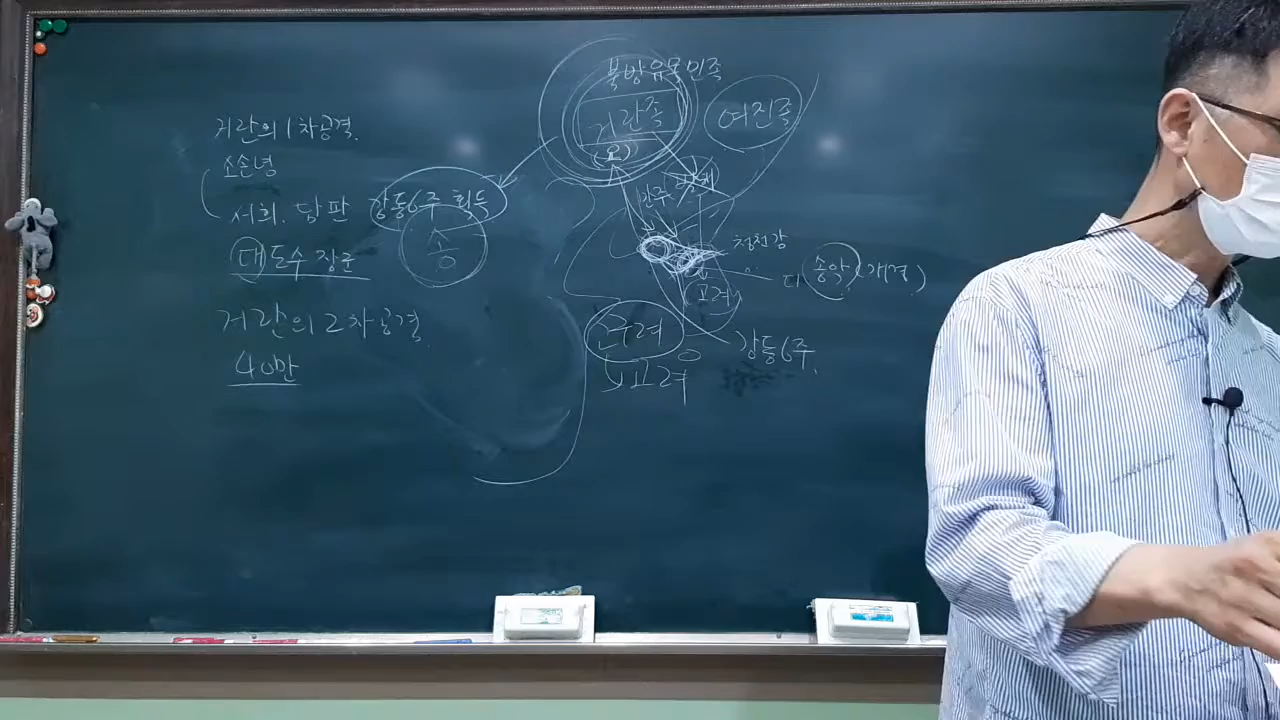 거란의 1차공격.
소손녕
서희. 담판 강동6주 획득
대도수 장군
송
거란의 2차공격.
40만
북방유목민족
거란족
(요)
여진족
청천강
송악(개경)
고려
강동6주.
고려